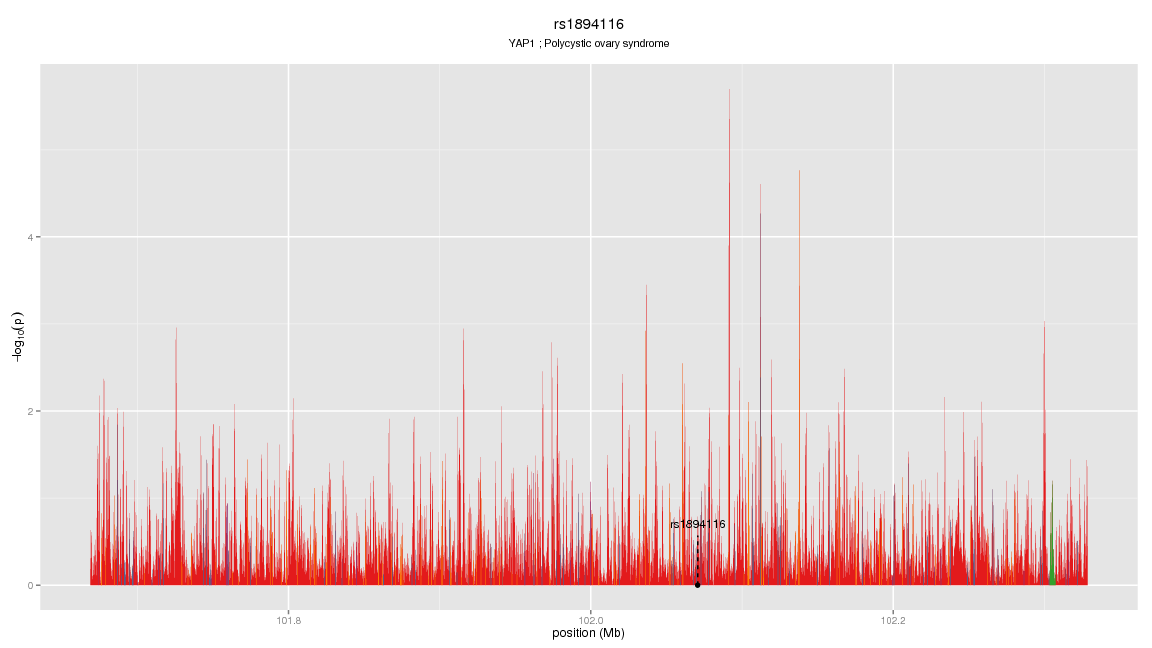 rs1894116
YAP1 ; Polycystic ovary syndrome
4
2
0
−log10(p)
rs1894116
101.8
102.0
102.2
position (Mb)